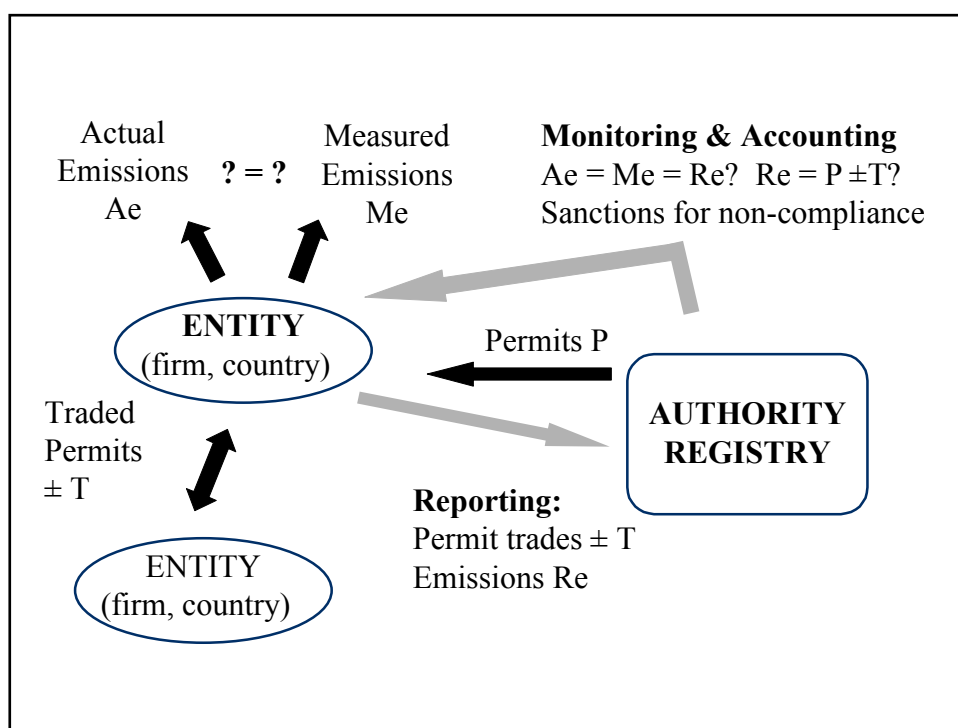 Actual
Emissions
Ae
? = ?
Measured
Emissions
Me
Monitoring & Accounting
Ae = Me = Re?  Re = P ±T?
Sanctions for non-compliance
ENTITY
(firm, country)
Permits P
AUTHORITY
REGISTRY
Traded
Permits
± T
Reporting:
Permit trades ± T
Emissions Re
ENTITY
(firm, country)